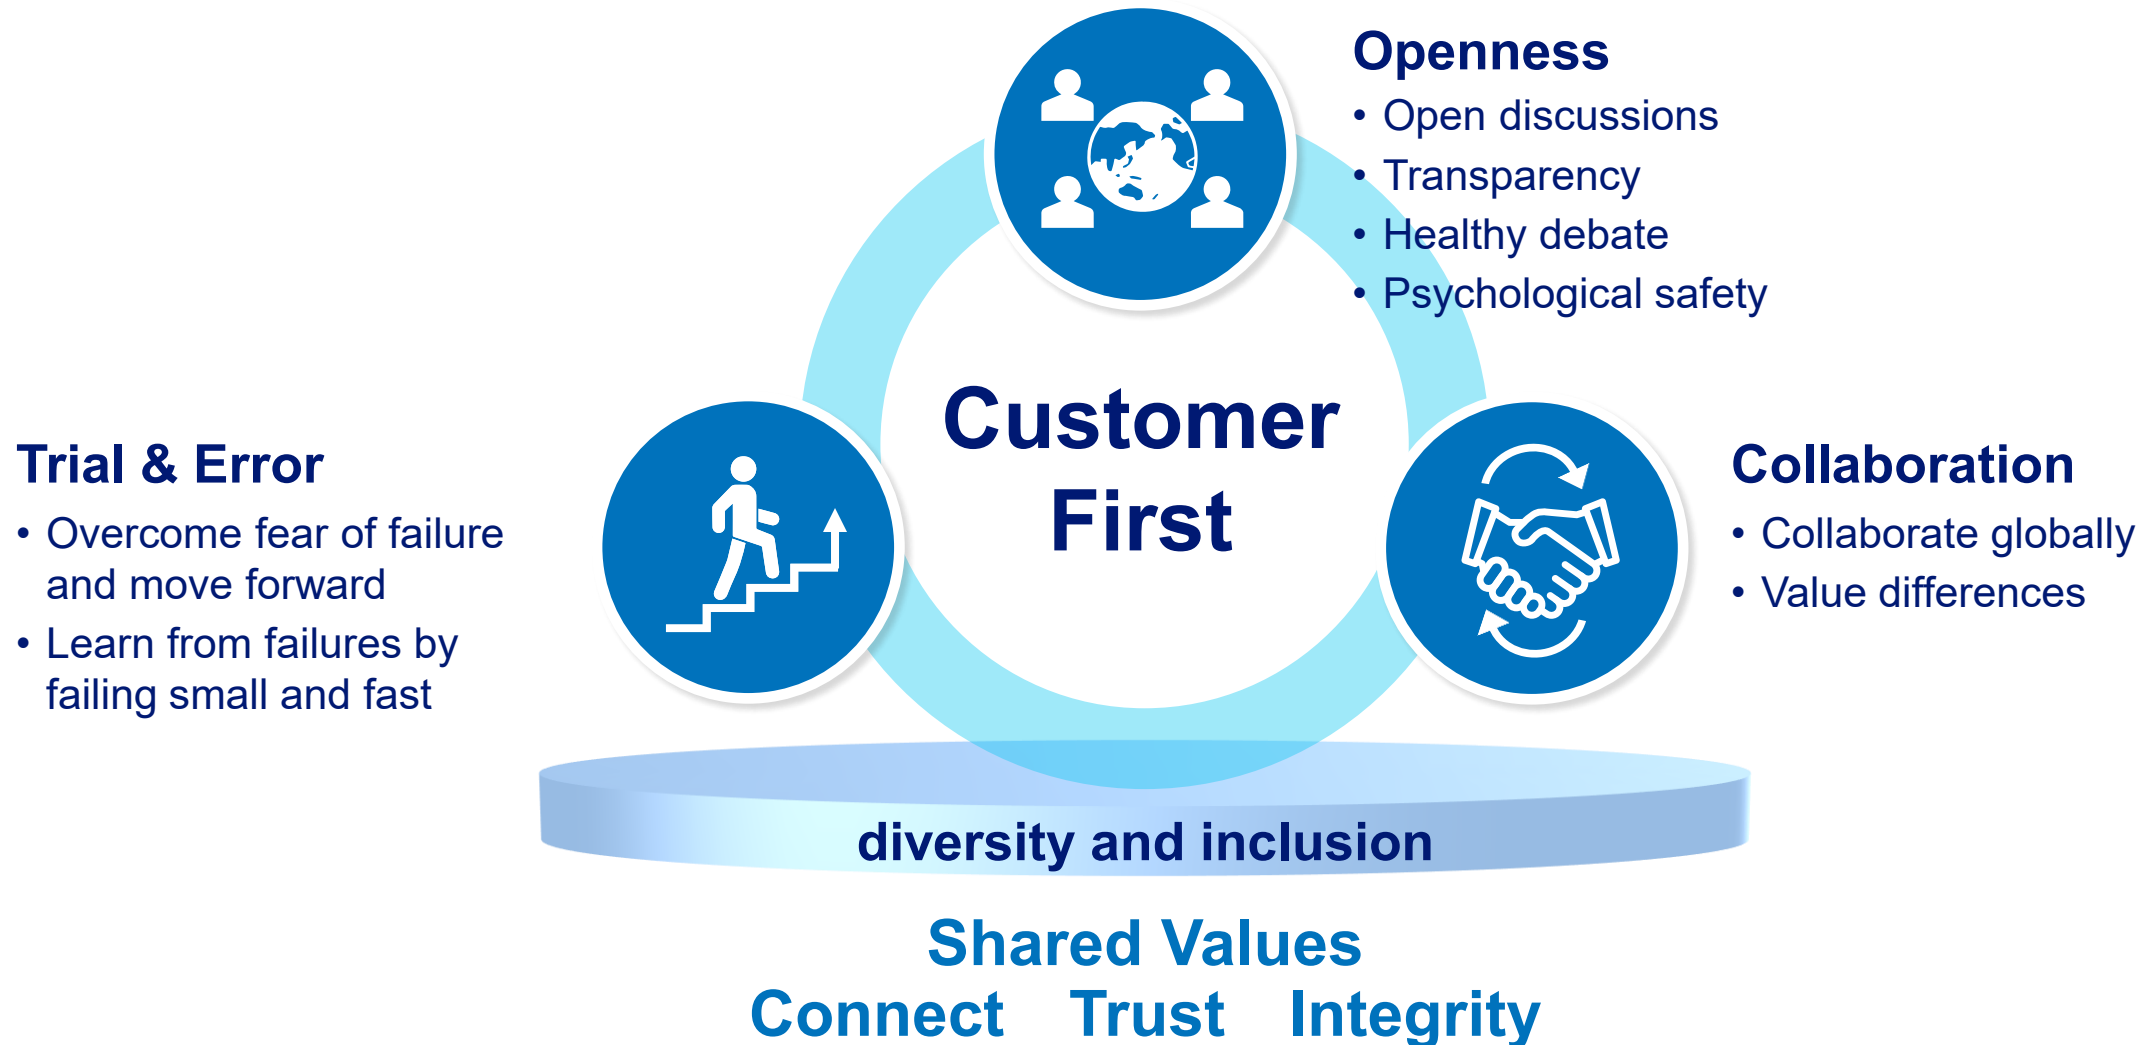 Openness
• Open discussions
• Transparency
• Healthy debate
• Psychological safety
Customer
First
Trial & Error
• Overcome fear of failure
and move forward
• Learn from failures by
failing small and fast
Collaboration
• Collaborate globally
• Value differences
diversity and inclusion
Shared Values
Connect Trust Integrity